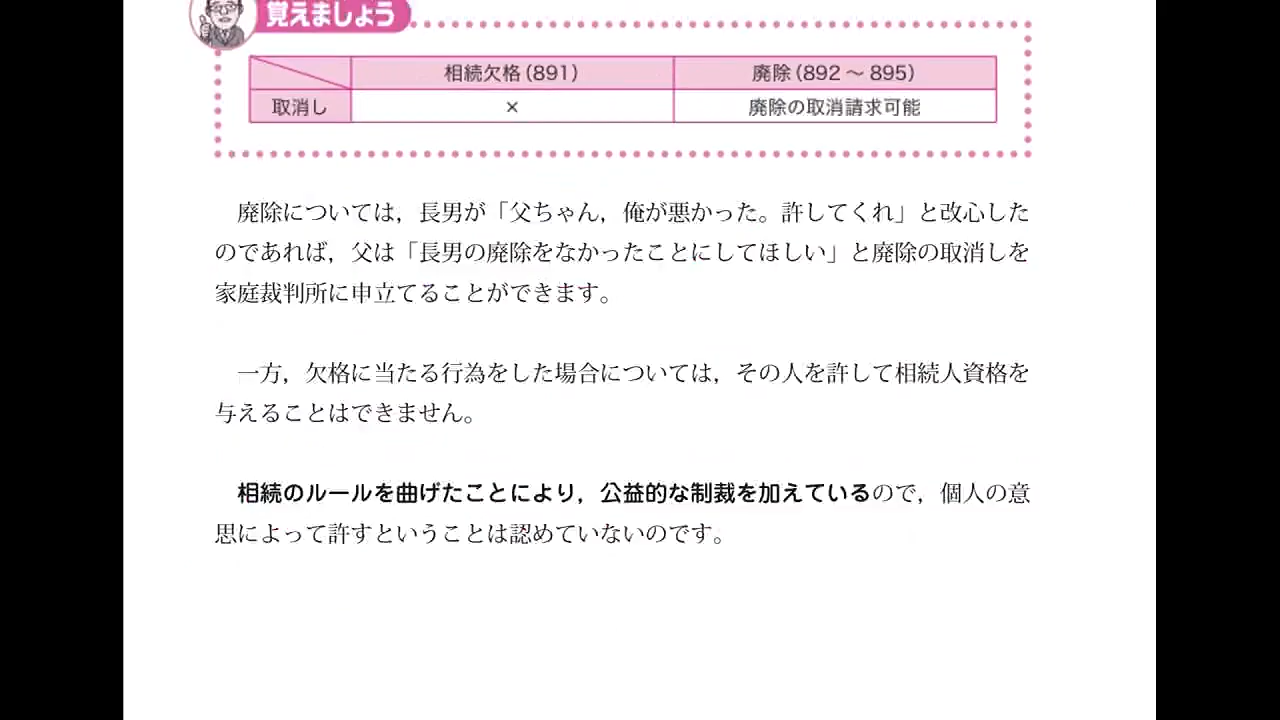 覚えましょう
相続欠格（891） 廃除（892 ～ 895）
取消し × 廃除の取消請求可能
廃除については，長男が「父ちゃん，俺が悪かった。許してくれ」と改心した
のであれば，父は「長男の廃除をなかったことにしてほしい」と廃除の取消しを
家庭裁判所に申立てることができます。
一方，欠格に当たる行為をした場合については，その人を許して相続人資格を
与えることはできません。
相続のルールを曲げたことにより，公益的な制裁を加えているので，個人の意
思によって許すということは認めていないのです。